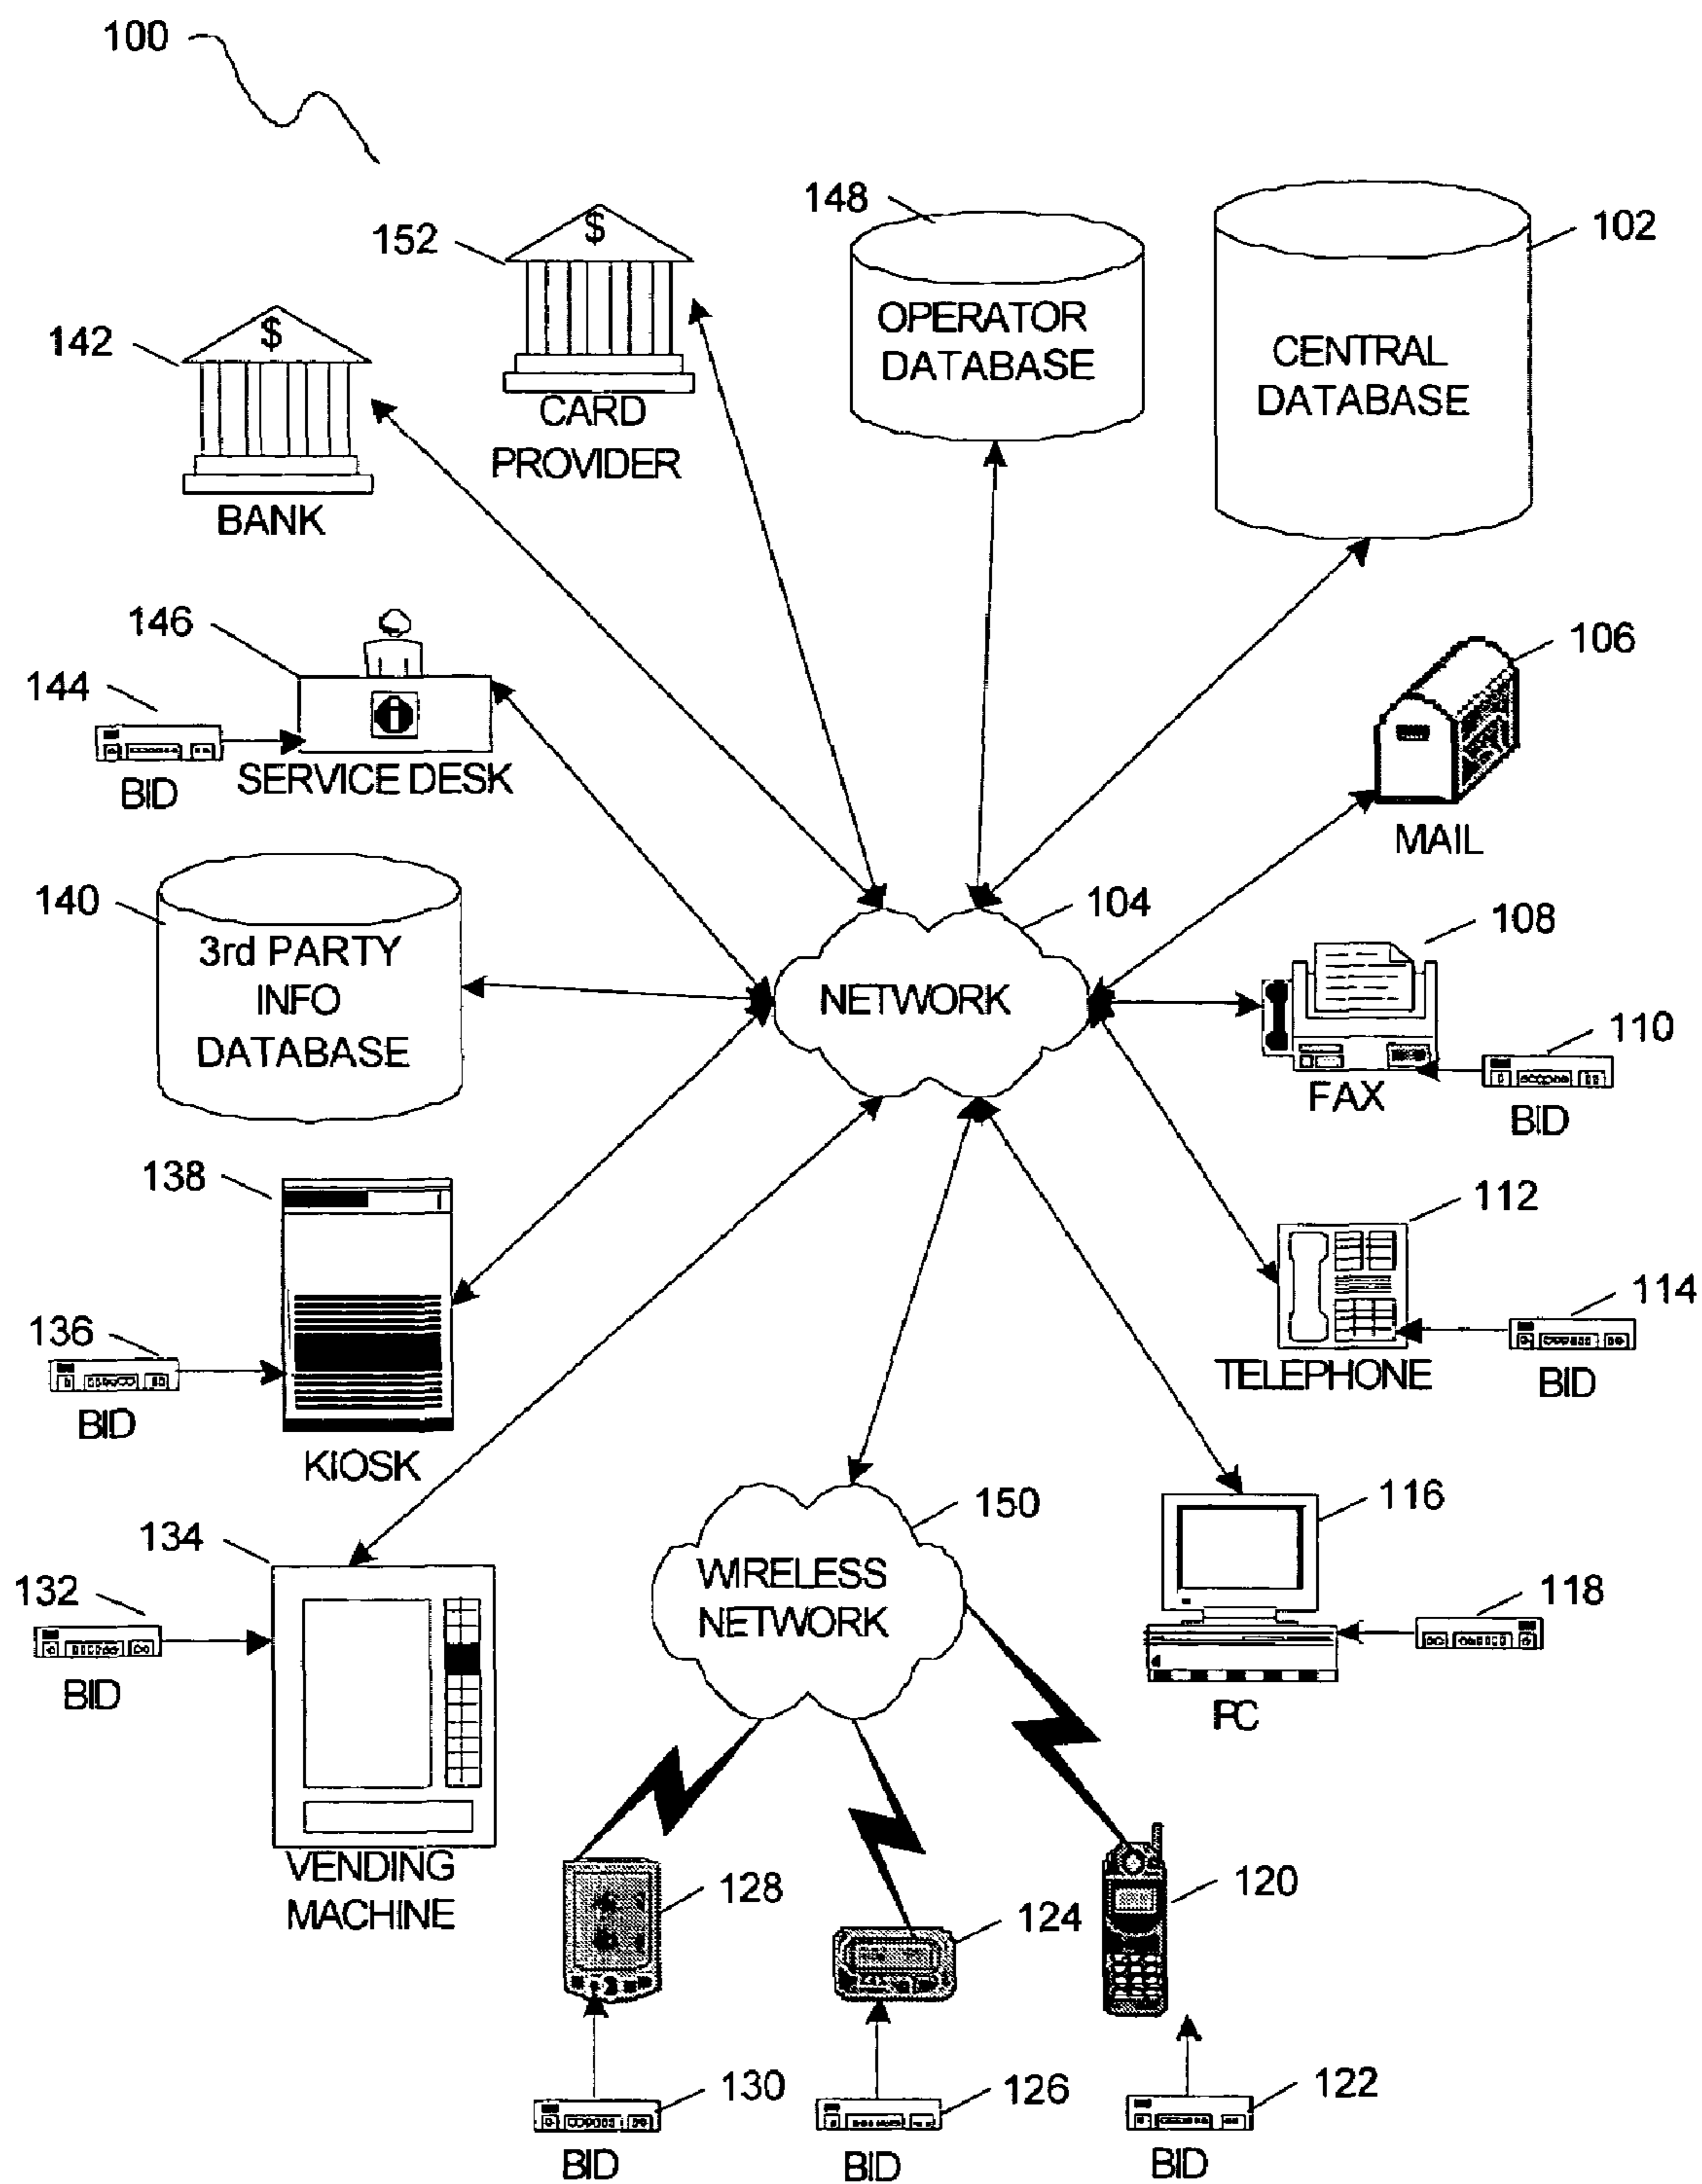 100
148
102
152
$
142
$
OPERATOR
DATABASE
CENTRAL
DATABASE
CARD
PROVIDER
BANK
146
106
144
i
BID
SERVICE DESK
MAIL
140
104
108
3rd PARTY
INFO
DATABASE
NETWORK
110
FAX
BID
138
112
136
114
BID
TELEPHONE
BID
KIOSK
150
116
134
132
WIRELESS
NETWORK
118
BID
PC
VENDING
MACHINE
128
124
120
130
126
122
BID
BID
BID